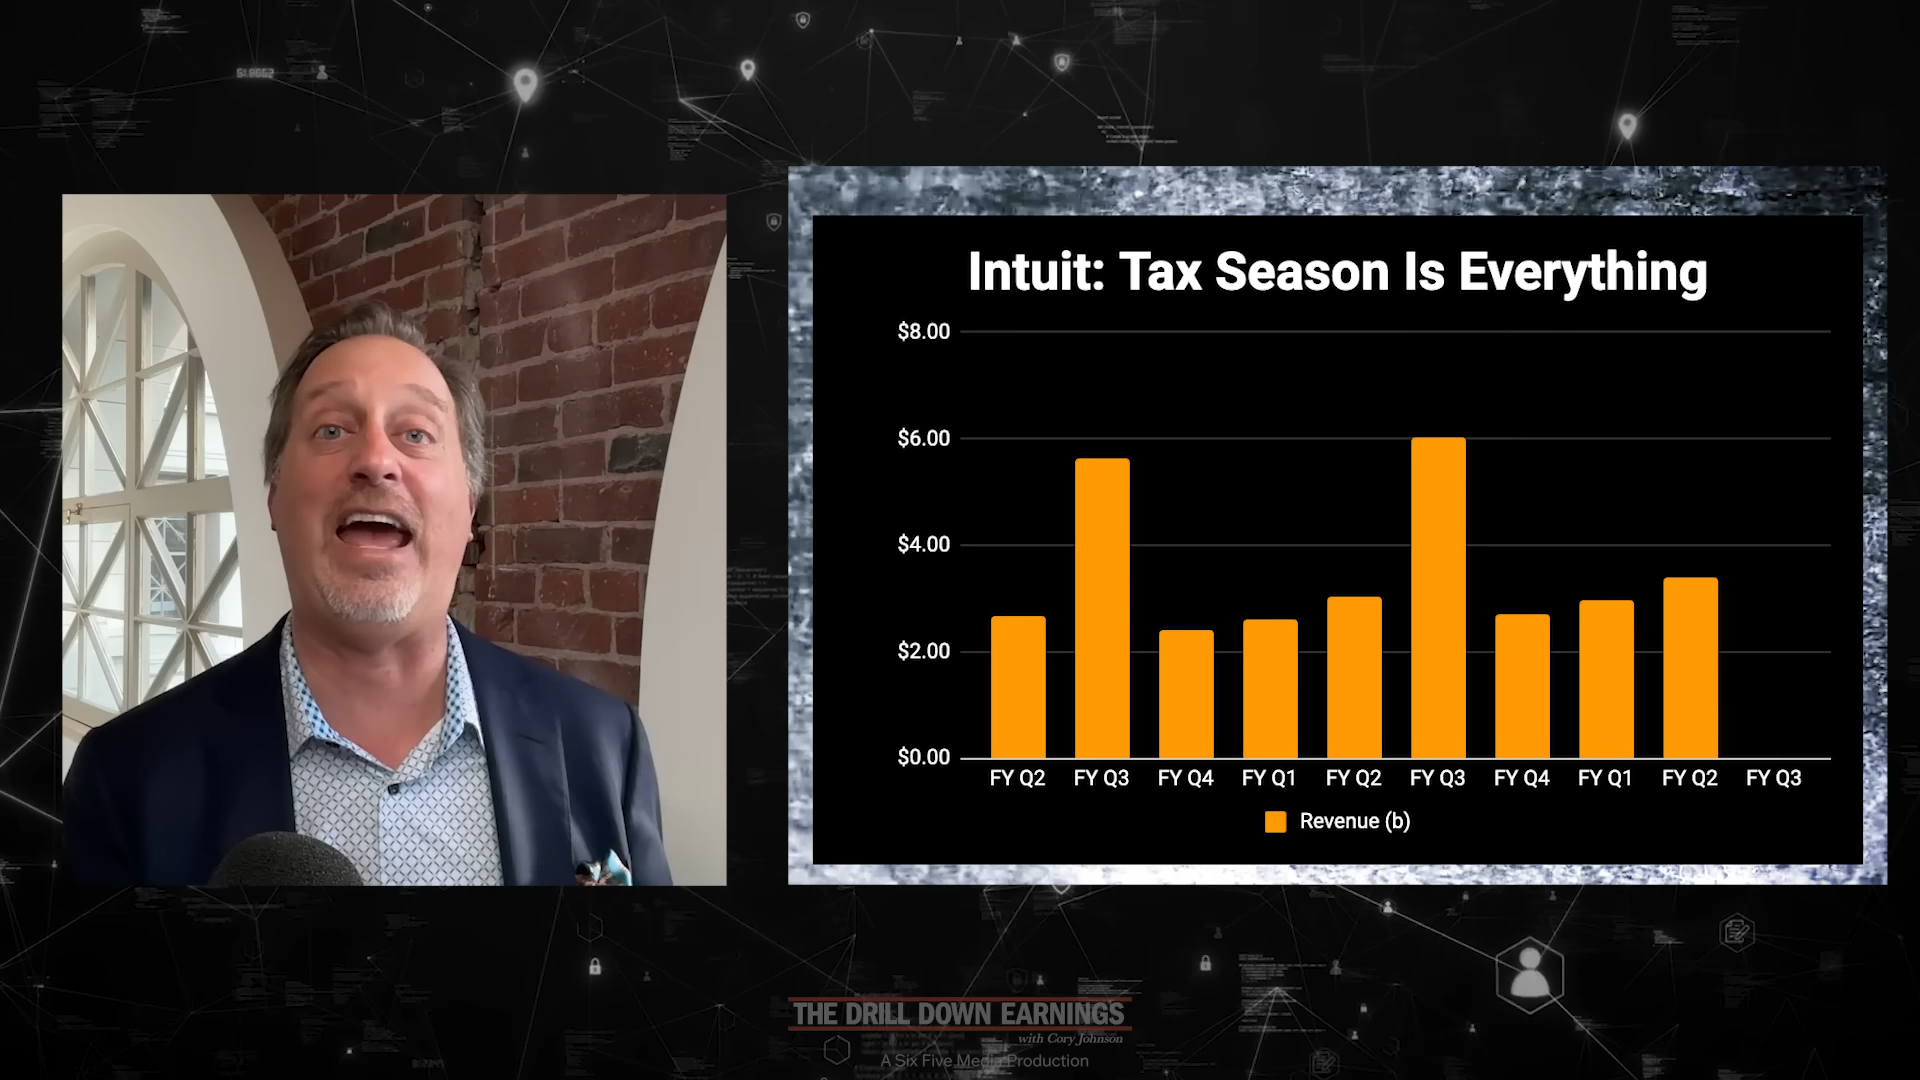 Intuit: Tax Season Is Everything
$8.00
$6.00
$4.00
$2.00
$0.00
FY Q2 FY Q3 FY Q4 FY Q1 FY Q2 FY Q3 FY Q4 FY Q1 FY Q2 FY Q3
Revenue (b)
THE DRILL DOWN EARNINGS
with Cory Johnson
A Six Five Media Production